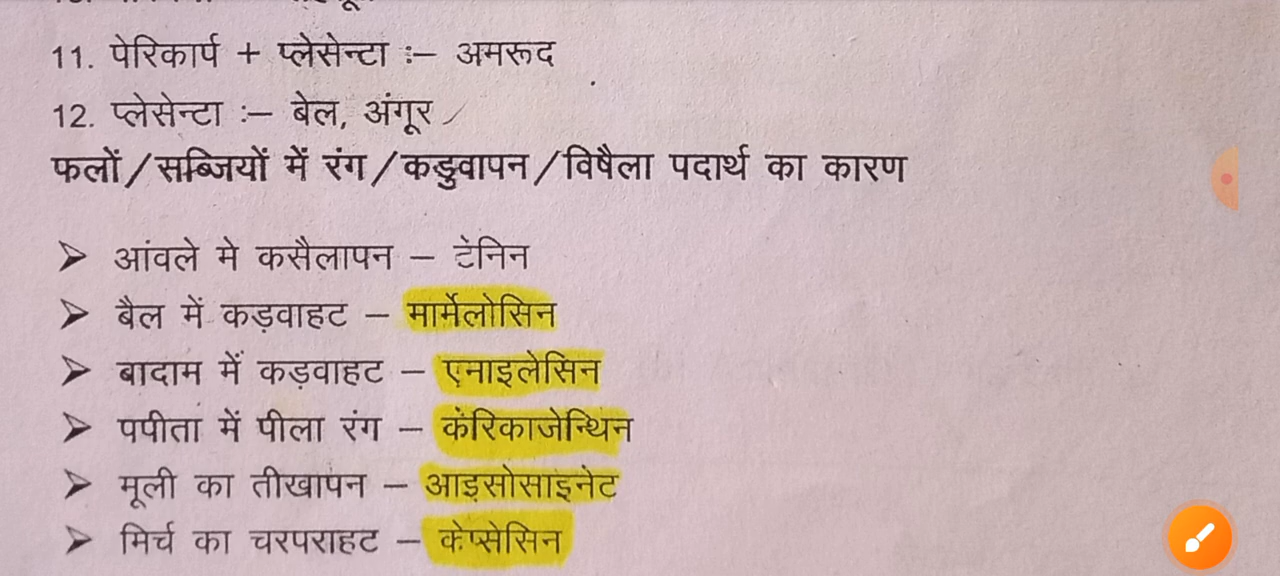 11. पेरिकार्प + प्लेसेन्टा :– अमरूद
12. प्लेसेन्टा :– बेल, अंगूर
फलों/सब्जियों में रंग/कडुवापन/विषैला पदार्थ का कारण
➤ आंवले मे कसैलापन – टेनिन
➤ बैल में कड़वाहट – मार्मेलोसिन
➤ बादाम में कड़वाहट – एनाइलेसिन
➤ पपीता में पीला रंग – केरिकाजेन्थिन
➤ मूली का तीखापन – आइसोसाइनेट
➤ मिर्च का चरपराहट – केप्सेसिन